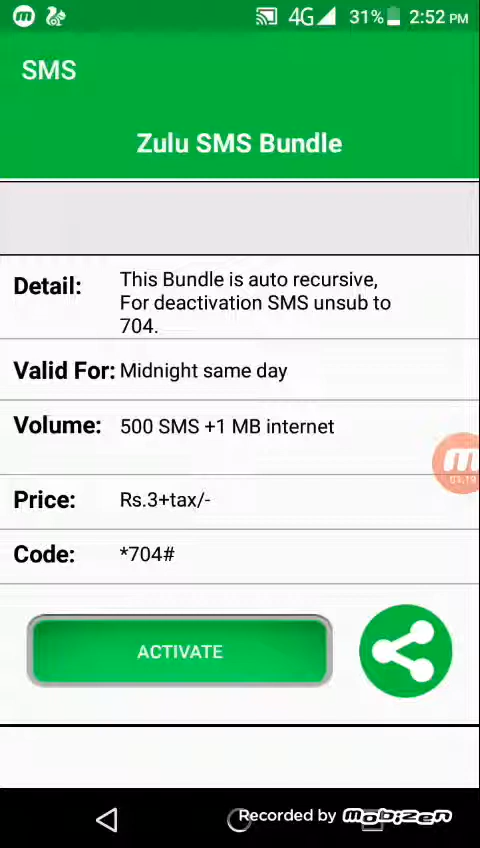 4G 31% 2:52 PM
SMS
Zulu SMS Bundle
Detail: This Bundle is auto recursive,
For deactivation SMS unsub to
704.
Valid For: Midnight same day
Volume: 500 SMS +1 MB internet
Price: Rs.3+tax/-
Code: *704#
ACTIVATE
Recorded by mobizen